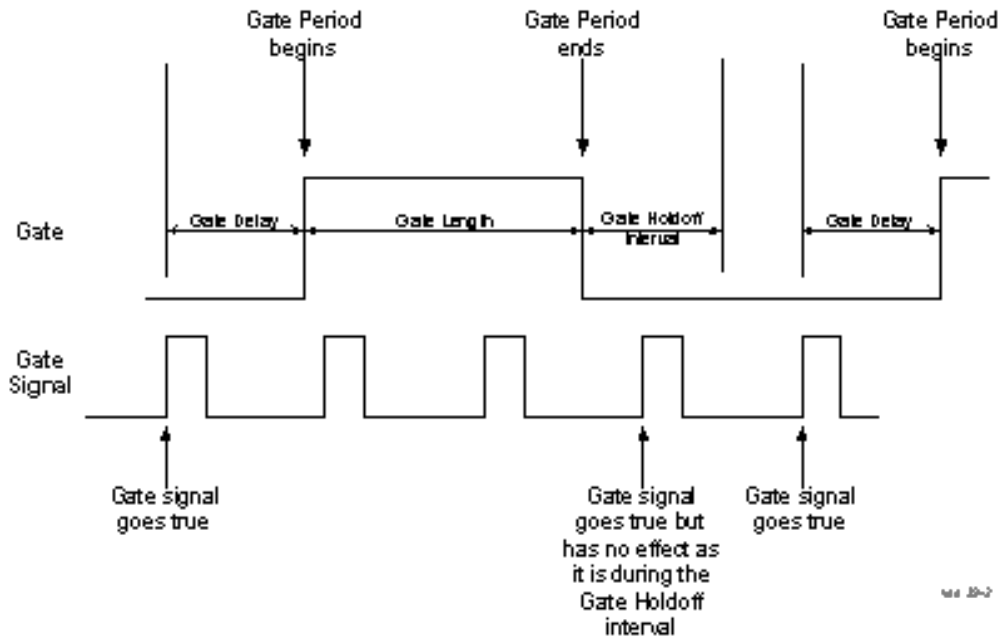 Gate Period
begins
Gate Period
ends
Gate Period
begins
Gate
Gate Delay
Gate Length
Gate Holdoff
Interval
Gate Delay
Gate
Signal
Gate signal
goes true
Gate signal
goes true but
has no effect as
it is during the
Gate Holdoff
interval
Gate signal
goes true